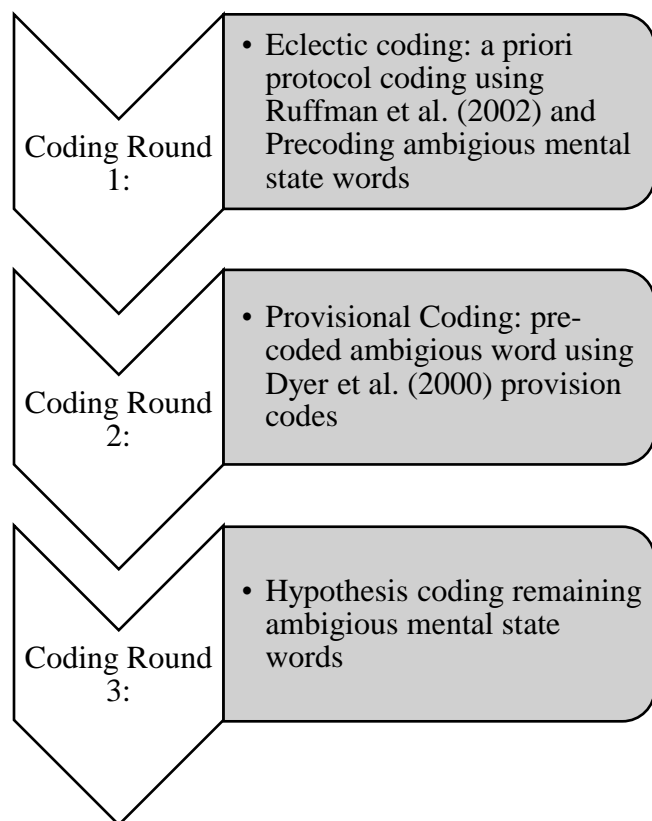 Coding Round
1:
• Eclectic coding: a priori
protocol coding using
Ruffman et al. (2002) and
Precoding ambigious mental
state words
Coding Round
2:
• Provisional Coding: pre-
coded ambigious word using
Dyer et al. (2000) provision
codes
Coding Round
3:
• Hypothesis coding remaining
ambigious mental state
words